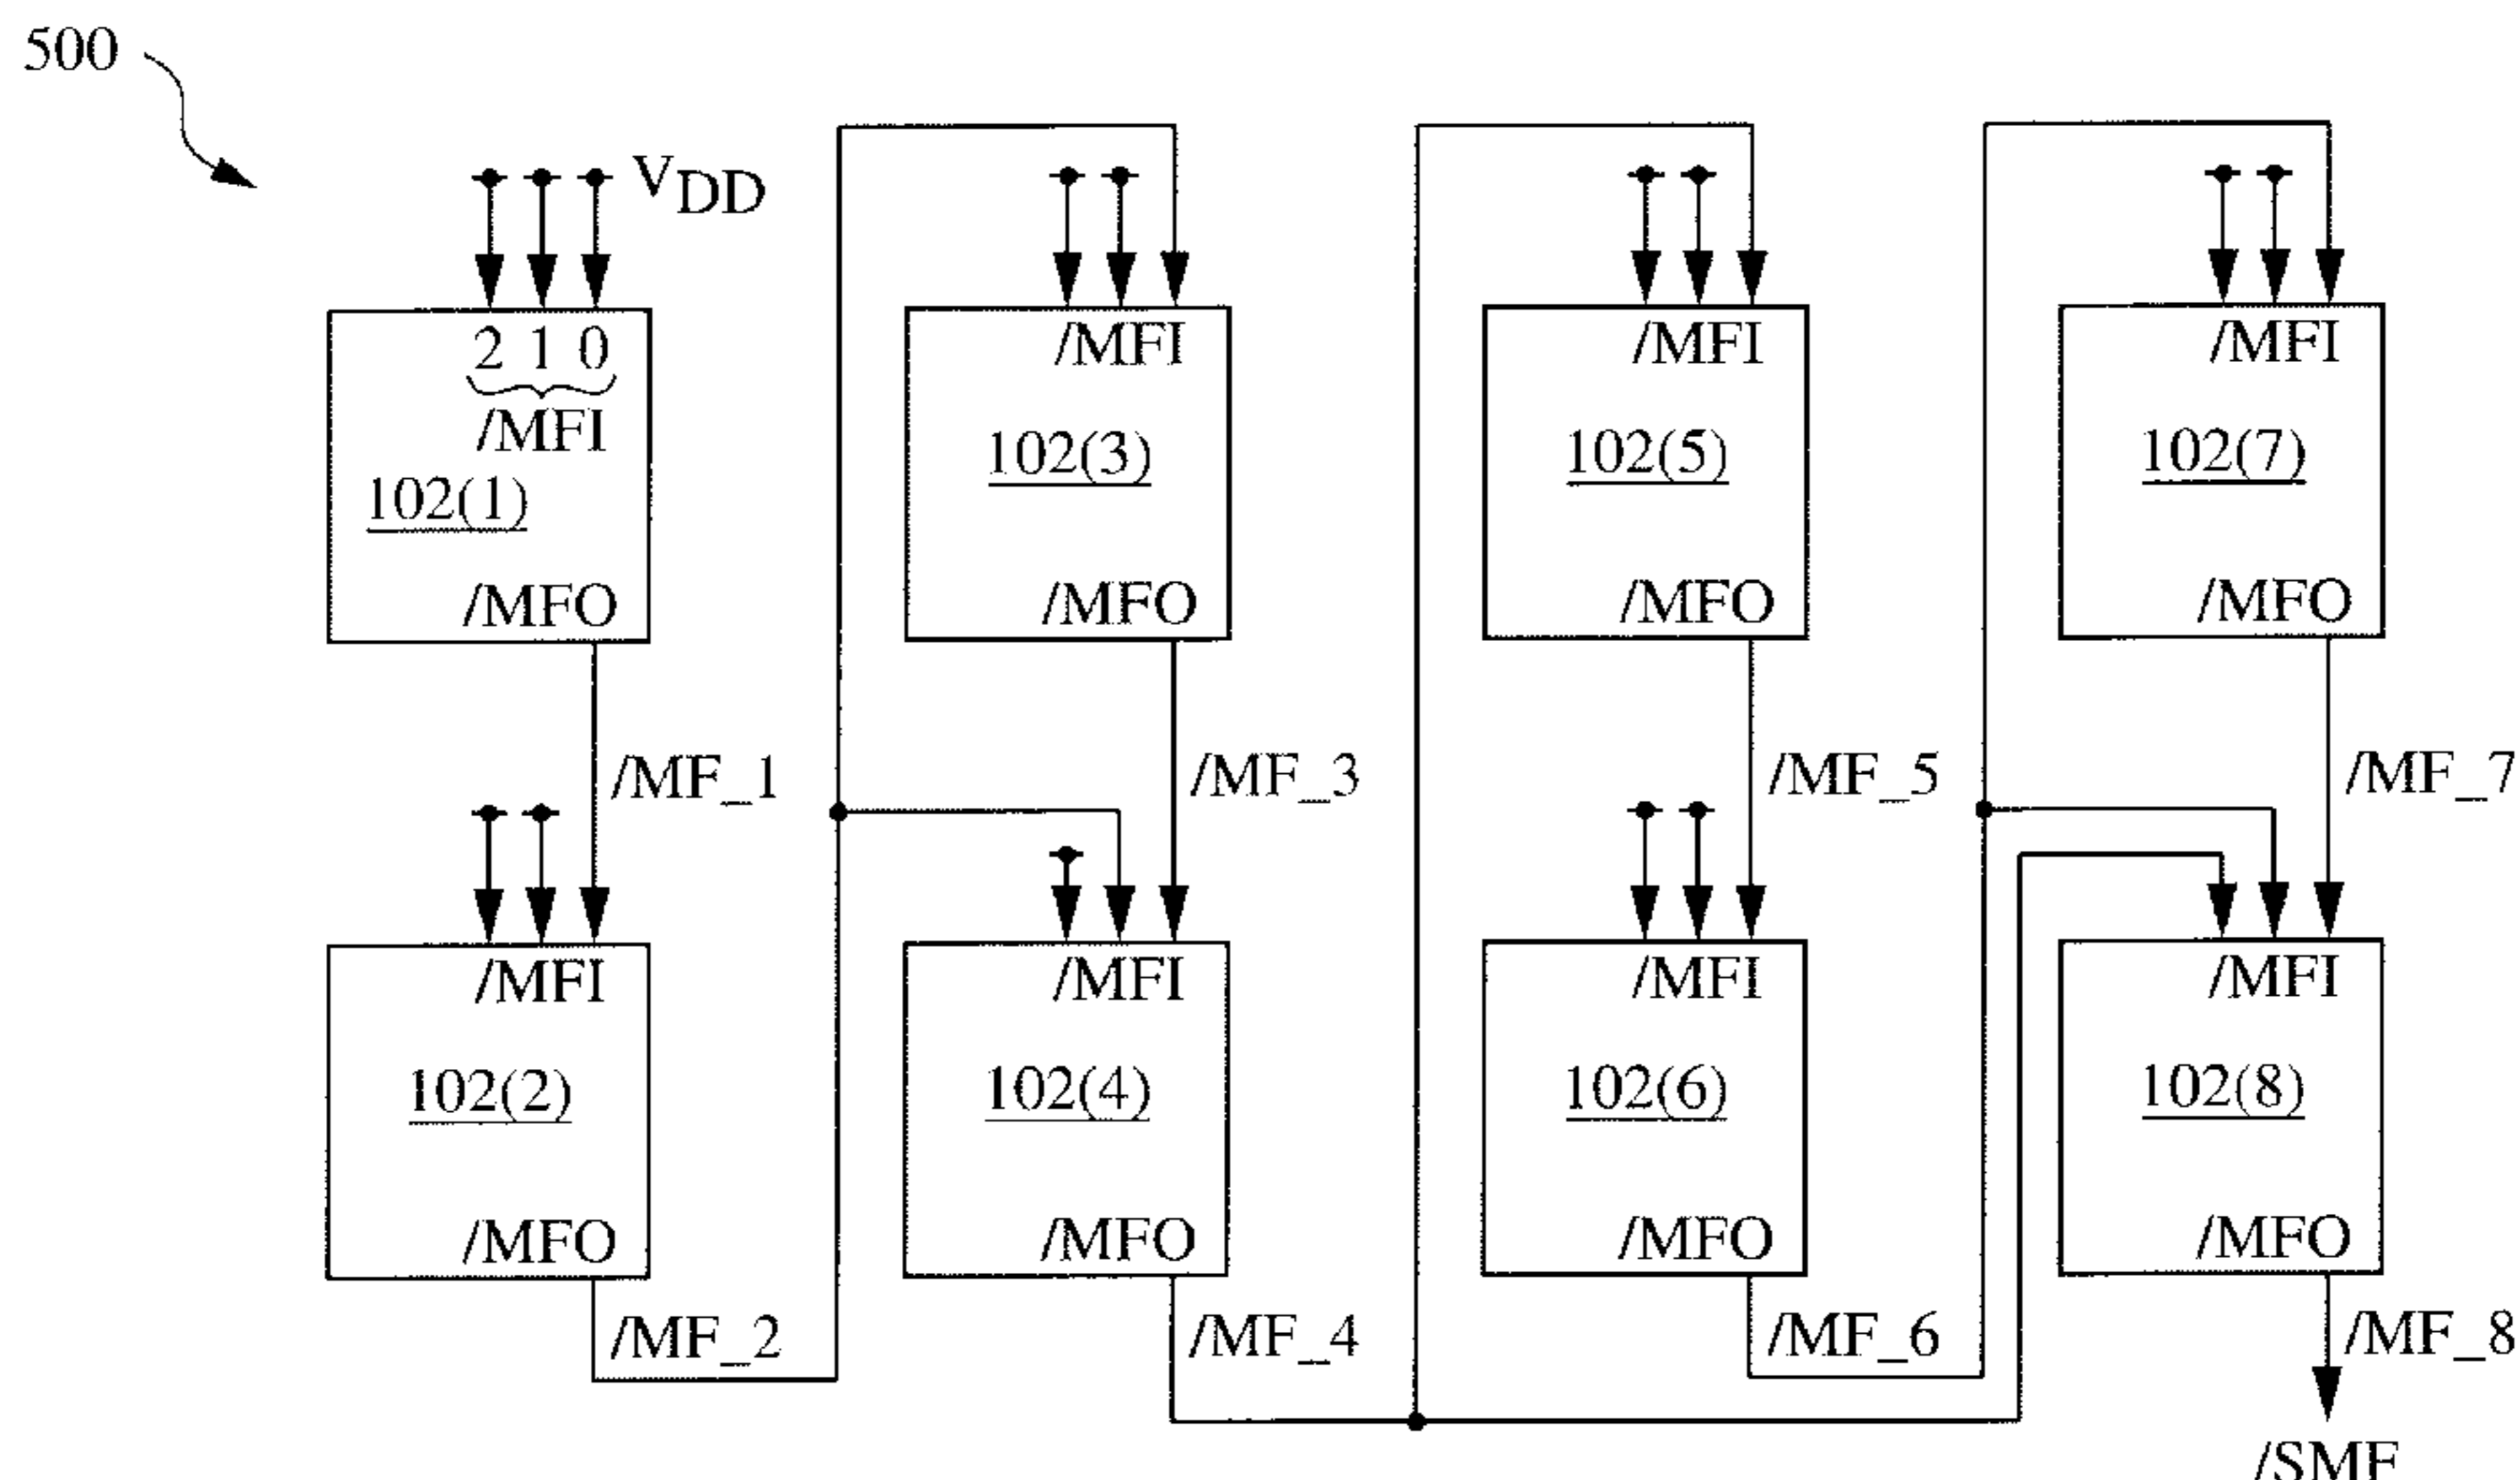 500
VDD
2 1 0
/MFI
102(1)
/MFO
/MF_1
/MFI
102(2)
/MFO
/MF_2
/MFI
102(3)
/MFO
/MF_3
/MFI
102(4)
/MFO
/MF_4
/MFI
102(5)
/MFO
/MF_5
/MFI
102(6)
/MFO
/MF_6
/MFI
102(7)
/MFO
/MF_7
/MFI
102(8)
/MFO
/MF_8
/SMF